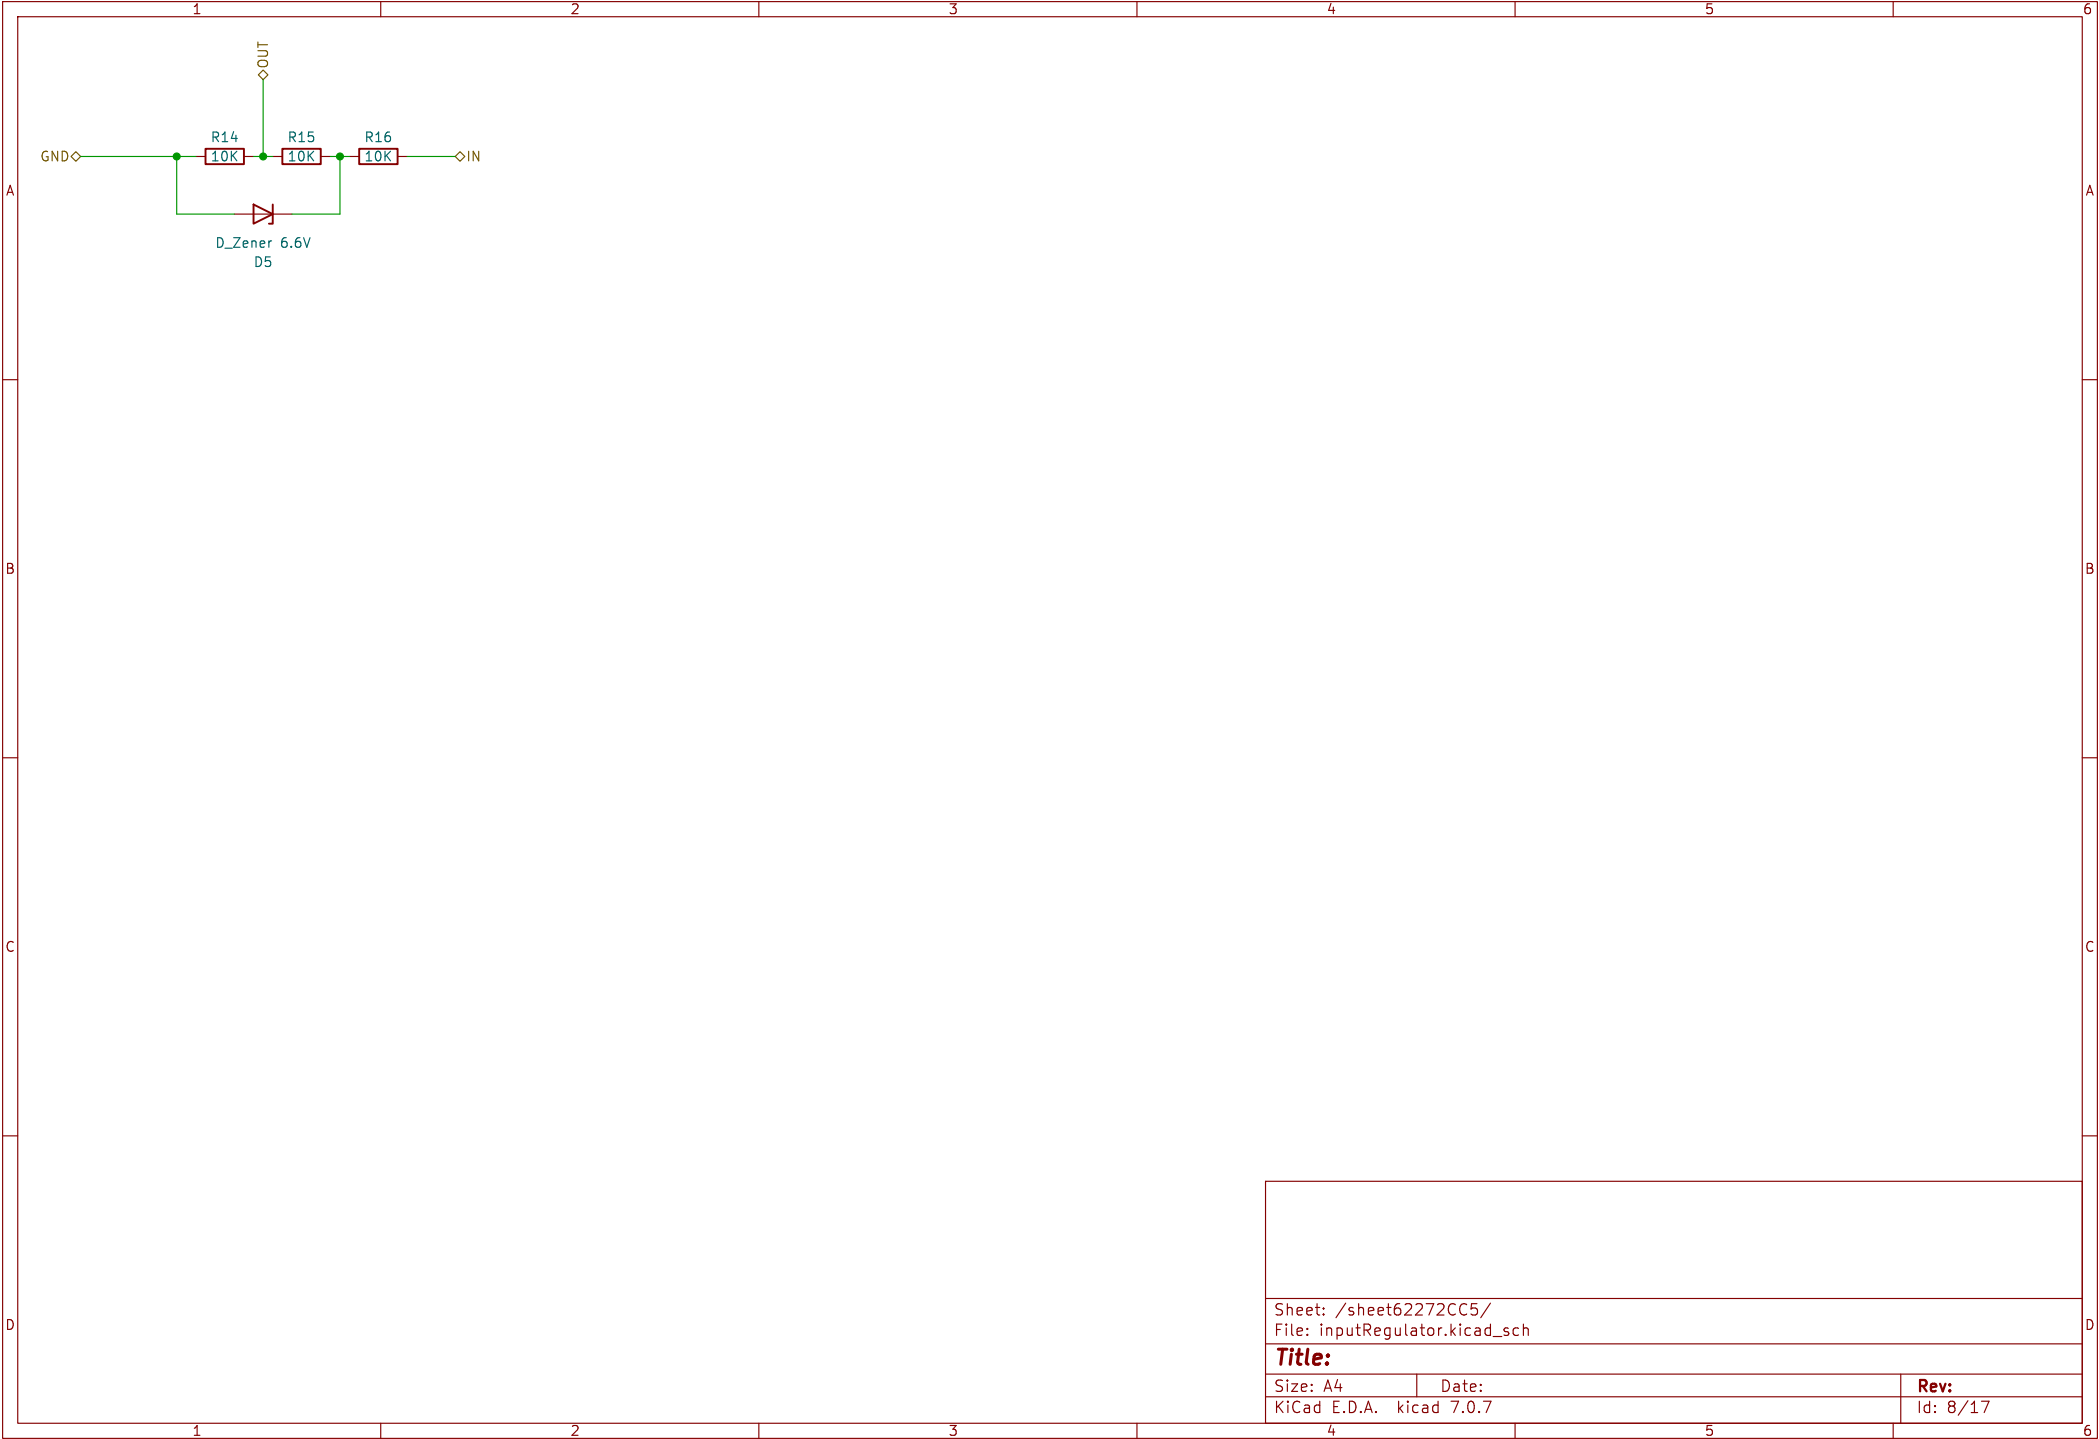 1 2 3 4 5 6
OUT
R14 R15 R16
GND 10K 10K 10K IN
A A
D_Zener 6.6V
D5
B B
C C
Sheet: /sheet62272CC5/
D D
File: inputRegulator.kicad_sch
Title:
Size: A4 Date: Rev:
KiCad E.D.A. kicad 7.0.7 Id: 8/17
1 2 3 4 5 6